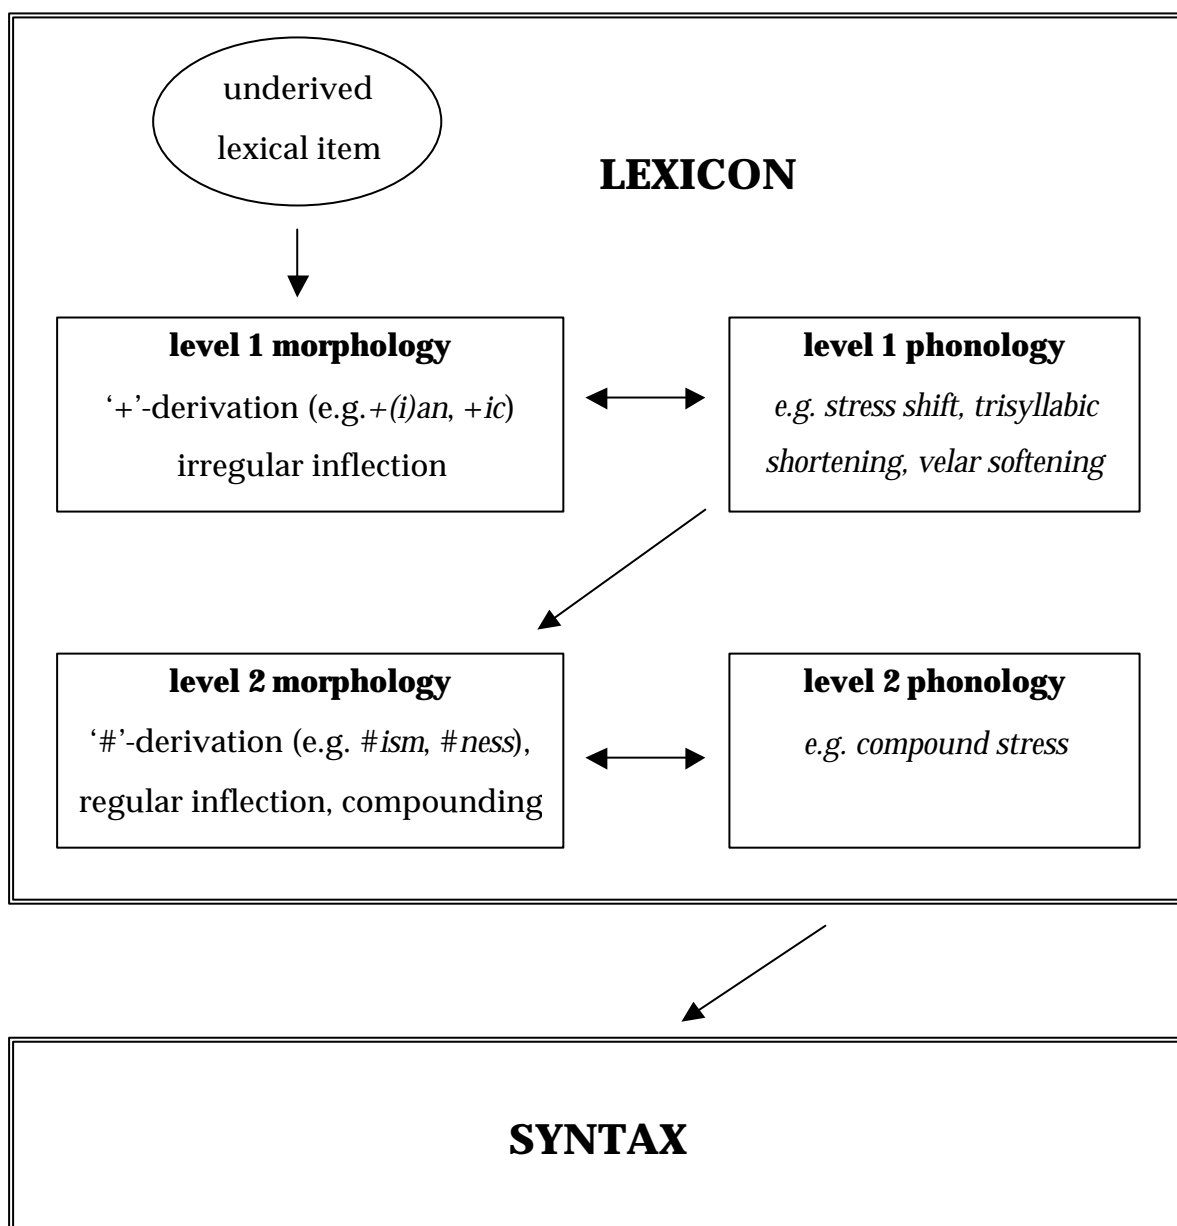 underived
lexical item
LEXICON
level 1 morphology
‘+’-derivation (e.g.+(i)an, +ic)
irregular inflection
level 1 phonology
e.g. stress shift, trisyllabic
shortening, velar softening
level 2 morphology
‘#’-derivation (e.g. #ism, #ness),
regular inflection, compounding
level 2 phonology
e.g. compound stress
SYNTAX